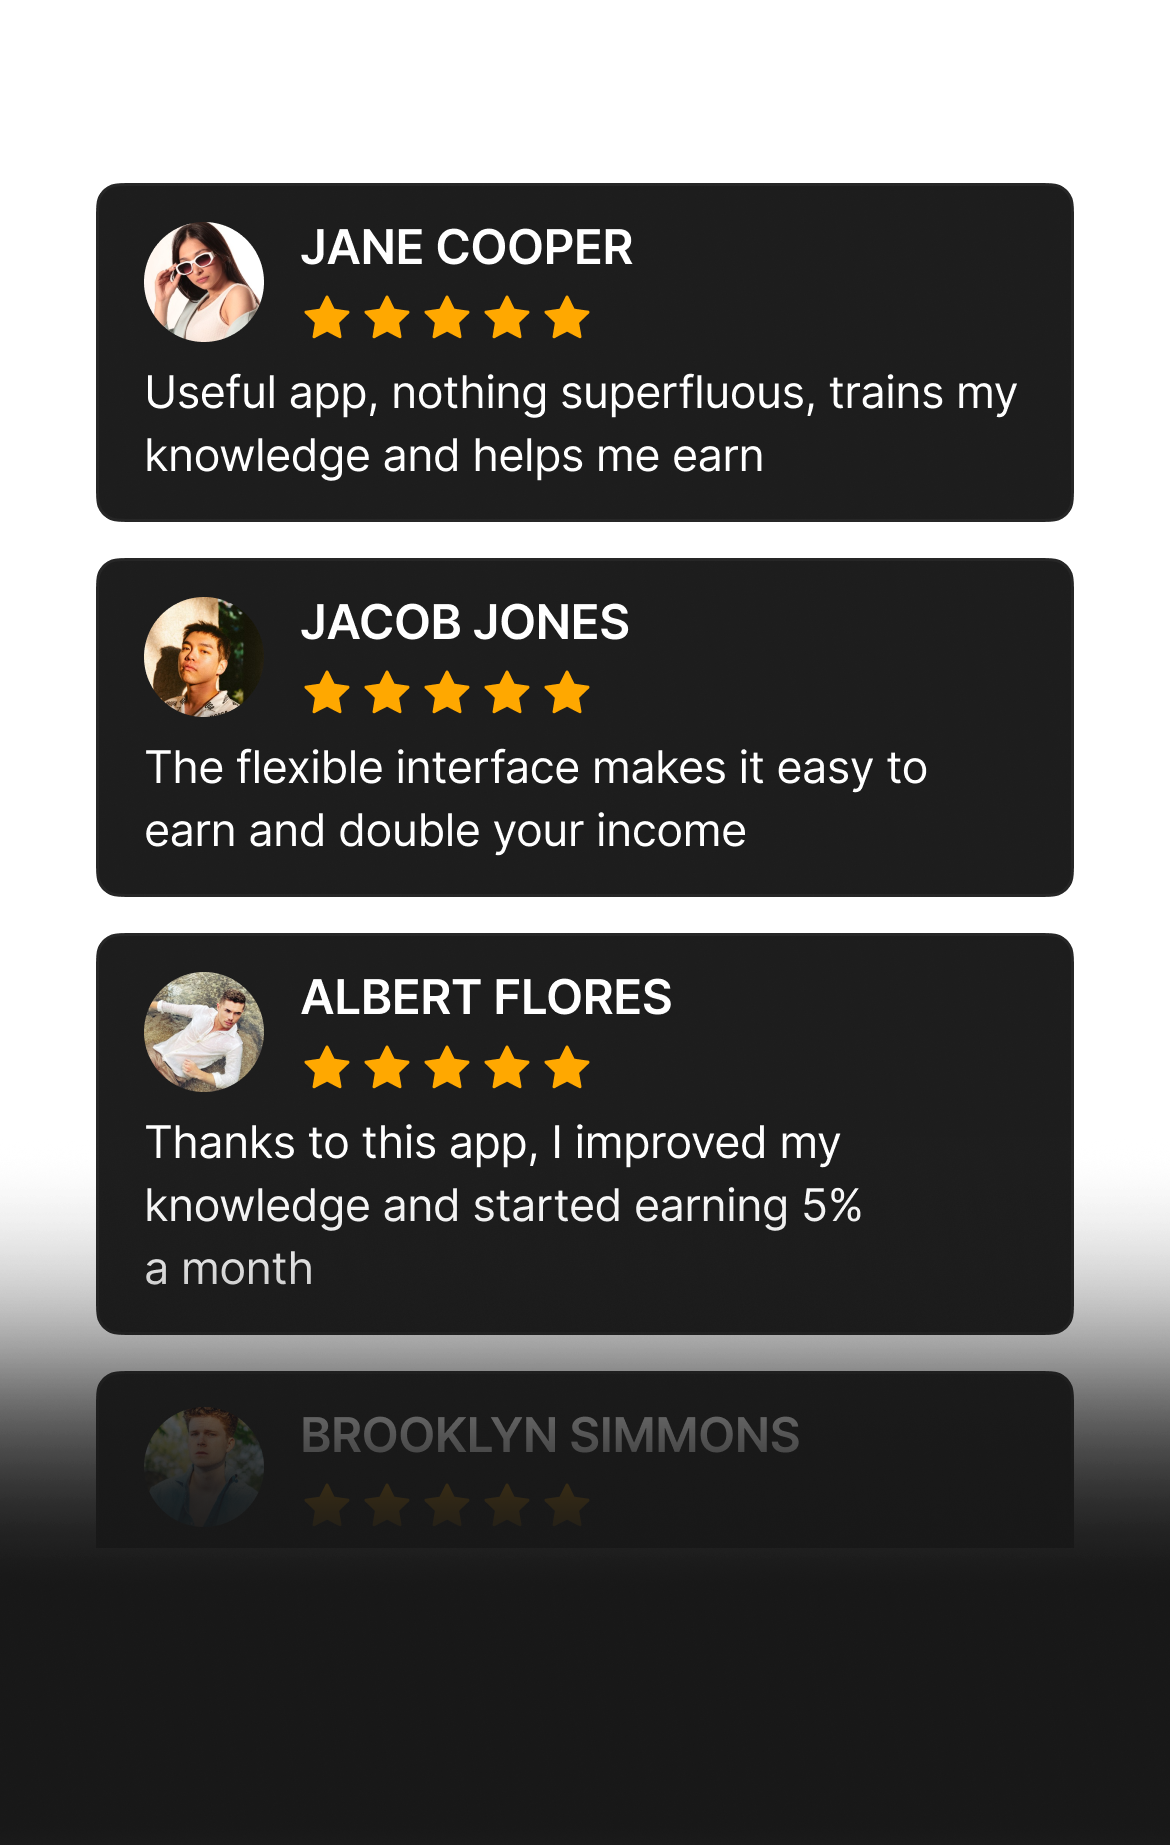 JANE COOPER
Useful app, nothing superfluous, trains my
knowledge and helps me earn
JACOB JONES
The flexible interface makes it easy to
earn and double your income
ALBERT FLORES
Thanks to this app, I improved my
knowledge and started earning 5%
a month
BROOKLYN SIMMONS